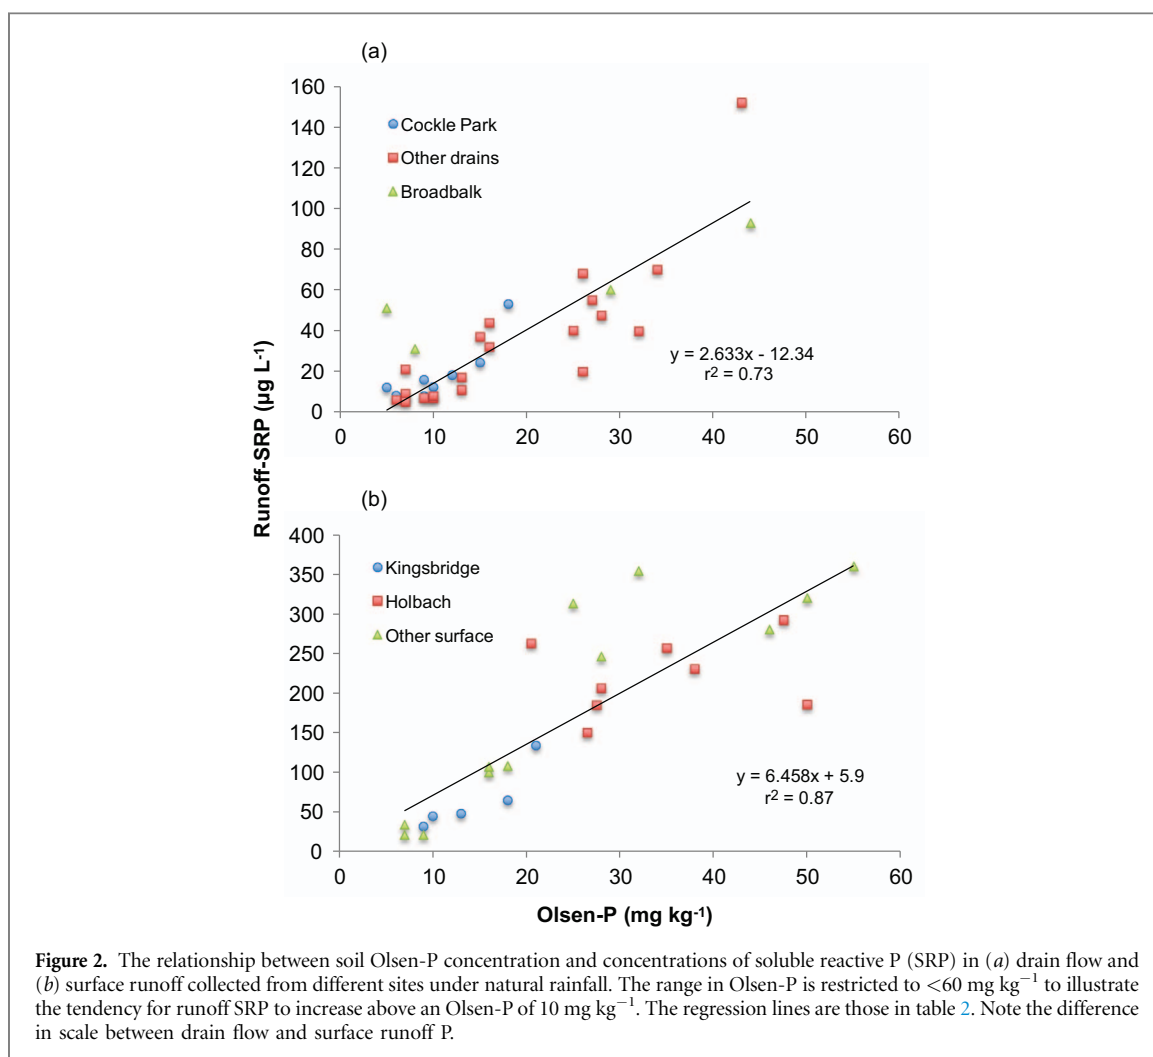 (a)
160
140
120
100
80
60
40
20
0
Cockle Park
Other drains
Broadbalk
y = 2.633x - 12.34
r² = 0.73
0 10 20 30 40 50 60
Runoff-SRP (µg L⁻¹)
(b)
400
350
300
250
200
150
100
50
0
Kingsbridge
Holbach
Other surface
y = 6.458x + 5.9
r² = 0.87
0 10 20 30 40 50 60
Olsen-P (mg kg⁻¹)
Figure 2. The relationship between soil Olsen-P concentration and concentrations of soluble reactive P (SRP) in (a) drain flow and
(b) surface runoff collected from different sites under natural rainfall. The range in Olsen-P is restricted to <60 mg kg⁻¹ to illustrate
the tendency for runoff SRP to increase above an Olsen-P of 10 mg kg⁻¹. The regression lines are those in table 2. Note the difference
in scale between drain flow and surface runoff P.